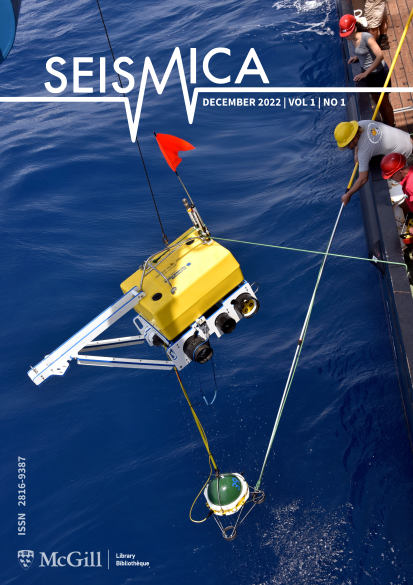 SEISMICA
DECEMBER 2022 | VOL 1 | NO 1
ISSN 2816-9387
McGill
Library
Bibliothèque